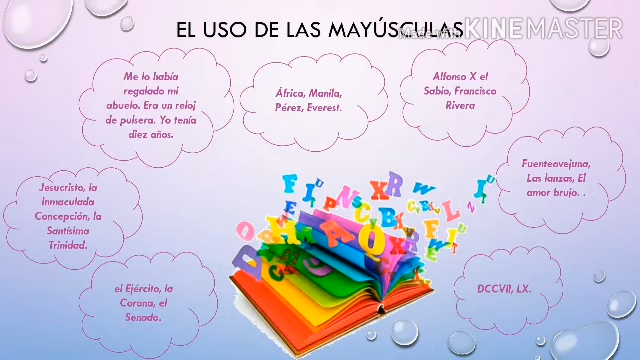 EL USO DE LAS MAYÚSCULAS
Made with KINEMASTER
Me lo había
regalado mi
abuelo. Era un reloj
de pulsera. Yo tenía
diez años.
África, Manila,
Pérez, Everest.
Alfonso X el
Sabio, Francisco
Rivera
Fuenteovejuna,
Las lanzas, El
amor brujo. .
Jesucristo, la
Inmaculada
Concepción, la
Santísima
Trinidad.
el Ejército, la
Corona, el
Senado.
DCCVII, LX.